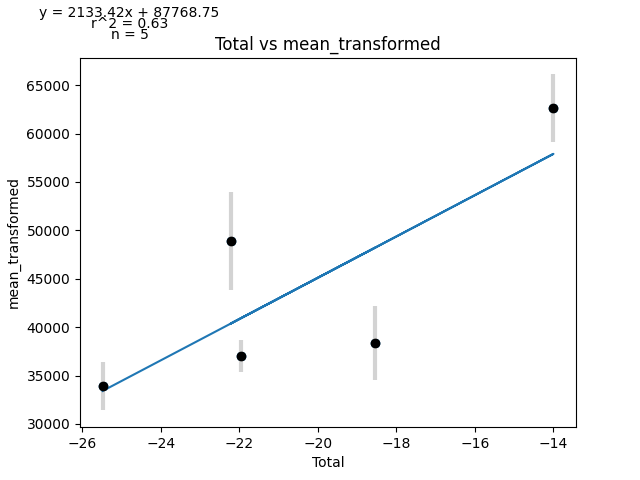 y = 2133.42x + 87768.75
r^2 = 0.63
n = 5
Total vs mean_transformed
mean_transformed
65000
60000
55000
50000
45000
40000
35000
30000
−26 −24 −22 −20 −18 −16 −14
Total